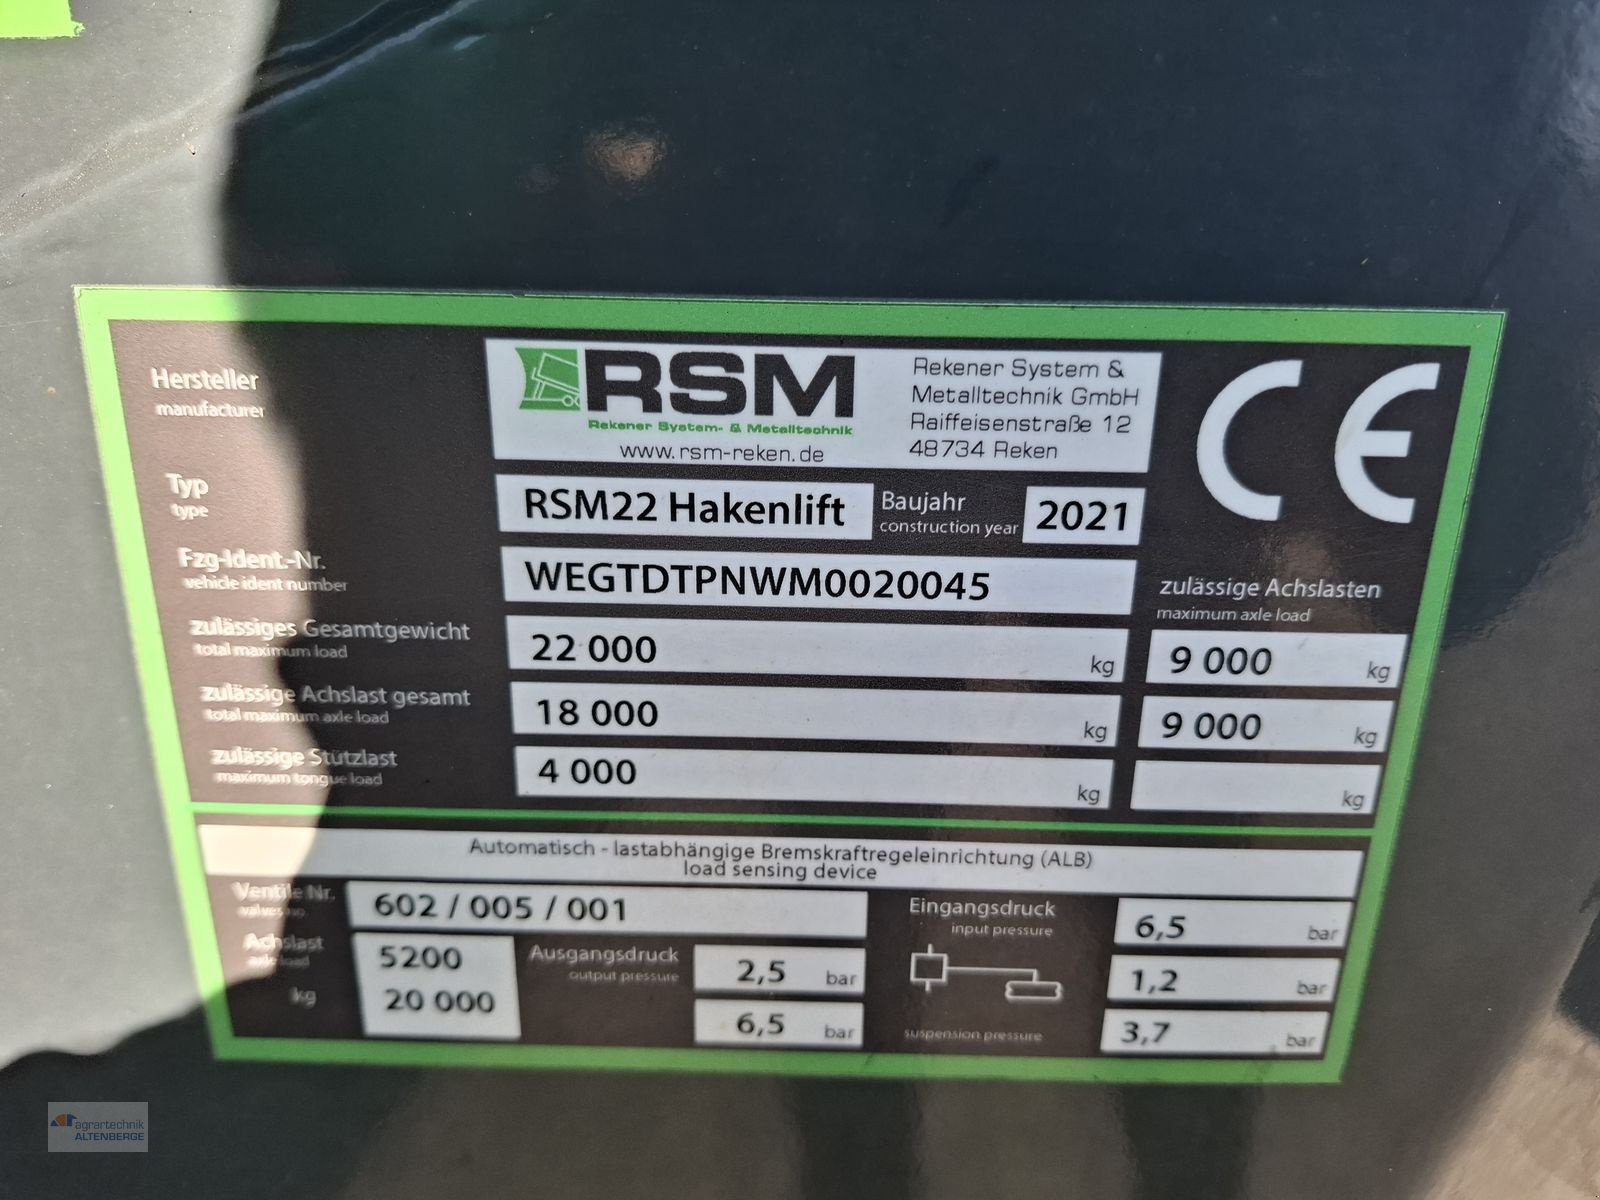 Hersteller
manufacturer
RSM
Rekener System- & Metalltechnik
www.rsm-reken.de
Rekener System &
Metalltechnik GmbH
Raiffeisenstraße 12
48734 Reken
CE
Typ
type
RSM22 Hakenlift
Baujahr
construction year
2021
Fzg-Ident.-Nr.
vehicle ident number
WEGTDTPNWM0020045
zulässige Achslasten
maximum axle load
zulässiges Gesamtgewicht
total maximum load
22 000 kg
9 000 kg
zulässige Achslast gesamt
total maximum axle load
18 000 kg
9 000 kg
zulässige Stützlast
maximum tongue load
4 000 kg
kg
Automatisch - lastabhängige Bremskraftregeleinrichtung (ALB)
load sensing device
Ventile Nr.
valves no
602 / 005 / 001
Eingangsdruck
input pressure
6,5 bar
Achslast
axle load
kg
5200
20 000
Ausgangsdruck
output pressure
2,5 bar
6,5 bar
1,2 bar
suspension pressure
3,7 bar
agrartechnik
ALTENBERGE